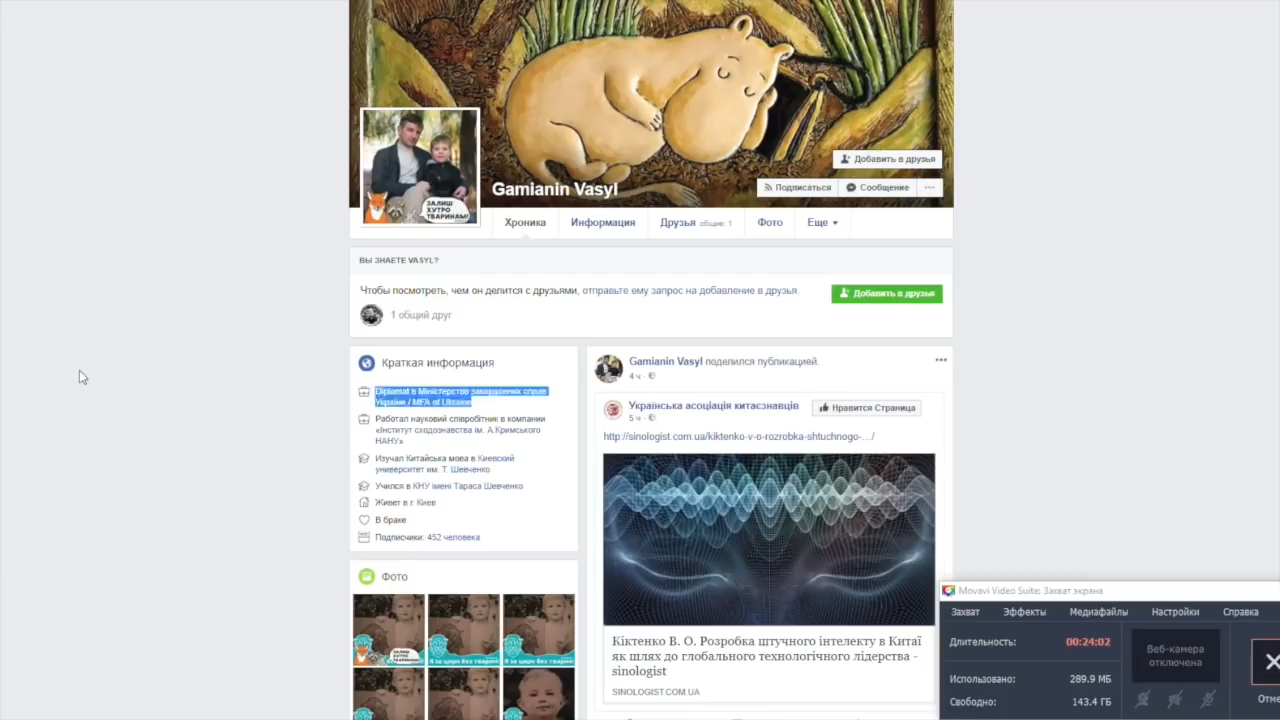 Добавить в друзья
ЗАЛИШ
ХУТРО
ТВАРИНАМ!
Gamianin Vasyl
Подписаться
Сообщение
Хроника
Информация
Друзья общие: 1
Фото
Еще
ВЫ ЗНАЕТЕ VASYL?
Чтобы посмотреть, чем он делится с друзьями, отправьте ему запрос на добавление в друзья.
Добавить в друзья
1 общий друг
Краткая информация
Diplomat в Міністерство закордонних справ
України / MFA of Ukraine
Работал науковий співробітник в компании
«Інститут сходознавства ім. А.Кримського
НАНУ»
Изучал Китайська мова в Киевский
университет им. Т. Шевченко
Учился в КНУ імені Тараса Шевченко
Живет в г. Киев
В браке
Подписчики: 452 человека
Фото
Gamianin Vasyl поделился публикацией.
4 ч ·
Українська асоціація китаєзнавців
5 ч ·
Нравится Страница
http://sinologist.com.ua/kiktenko-v-o-rozrobka-shtuchnogo-.../
Кіктенко В. О. Розробка штучного інтелекту в Китаї
як шлях до глобального технологічного лідерства -
sinologist
SINOLOGIST.COM.UA
Movavi Video Suite: Захват экрана
Захват
Эффекты
Медиафайлы
Настройки
Справка
Длительность:
00:24:02
Веб-камера
отключена
Использовано:
289.9 МБ
Свободно:
143.4 ГБ